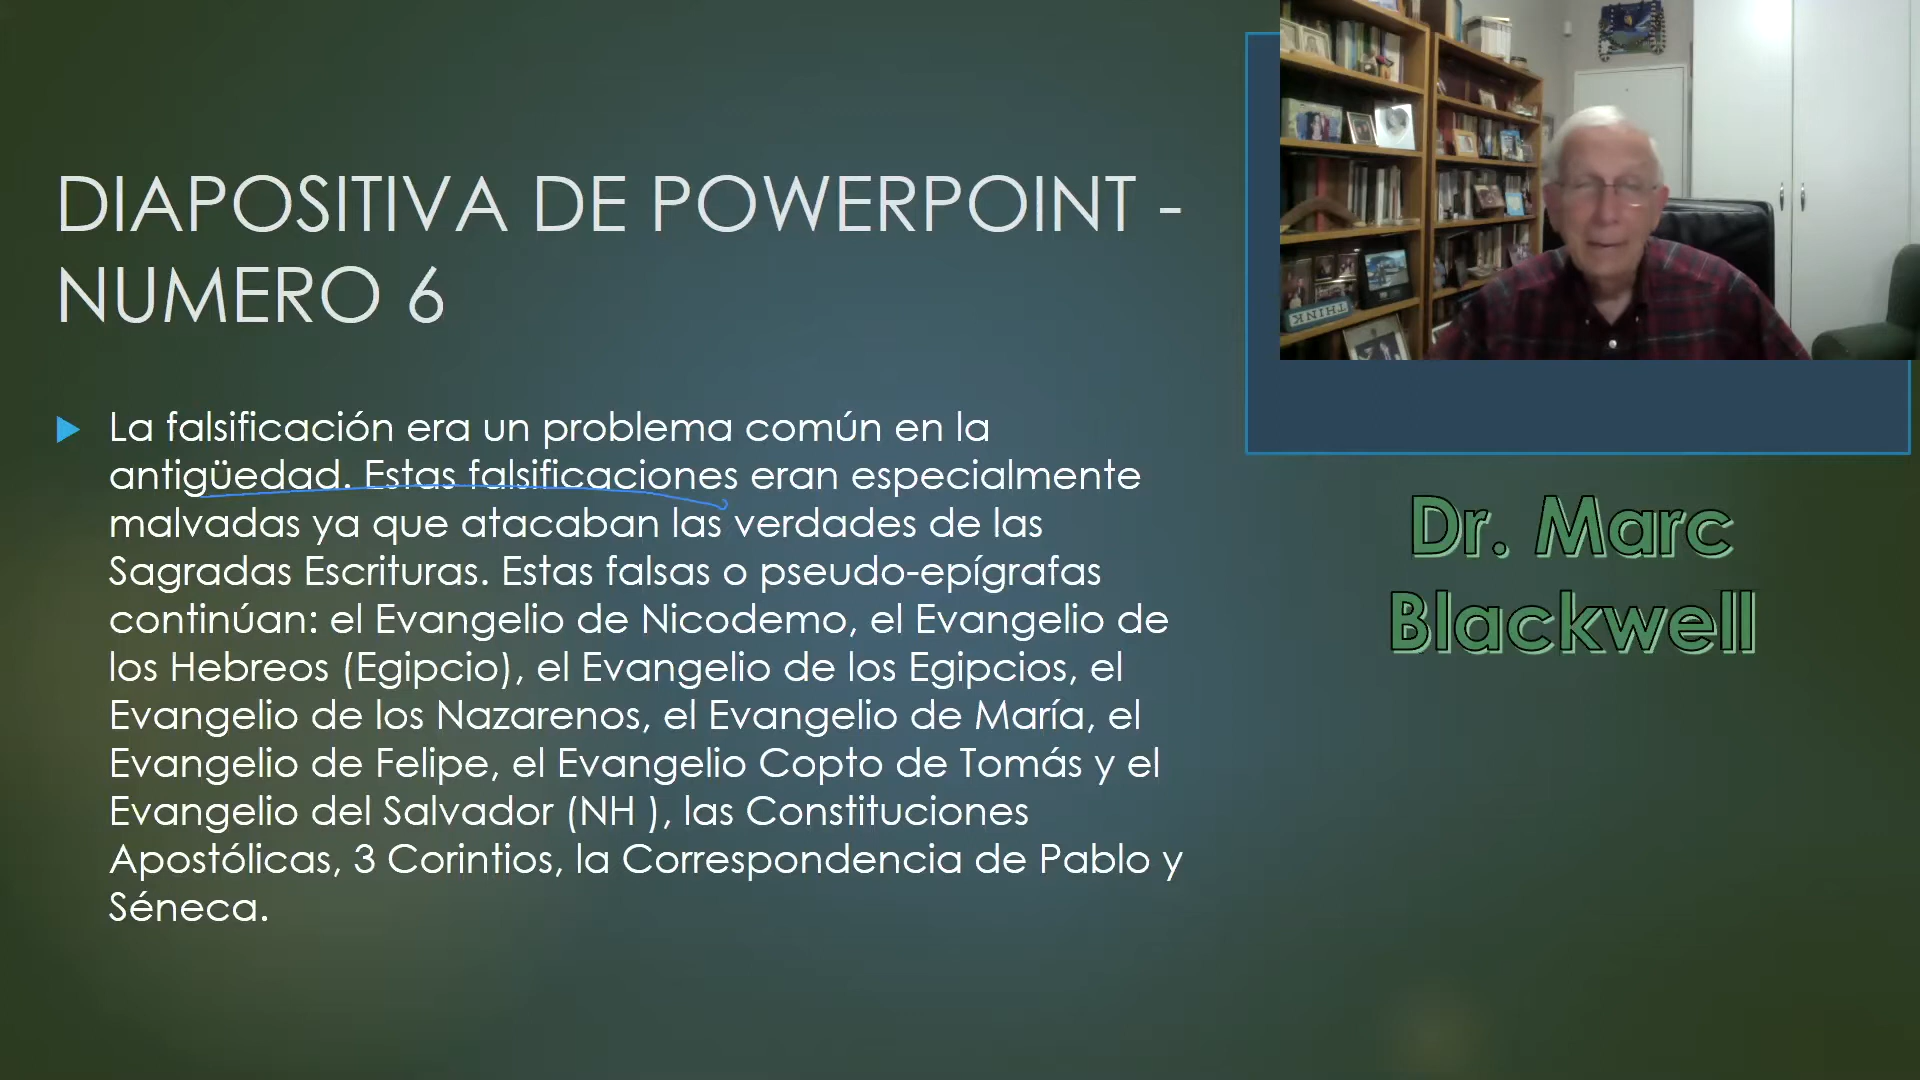 DIAPOSITIVA DE POWERPOINT -
NUMERO 6
La falsificación era un problema común en la
antigüedad. Estas falsificaciones eran especialmente
malvadas ya que atacaban las verdades de las
Sagradas Escrituras. Estas falsas o pseudo-epígrafas
continúan: el Evangelio de Nicodemo, el Evangelio de
los Hebreos (Egipcio), el Evangelio de los Egipcios, el
Evangelio de los Nazarenos, el Evangelio de María, el
Evangelio de Felipe, el Evangelio Copto de Tomás y el
Evangelio del Salvador (NH ), las Constituciones
Apostólicas, 3 Corintios, la Correspondencia de Pablo y
Séneca.
THINK
Dr. Marc
Blackwell